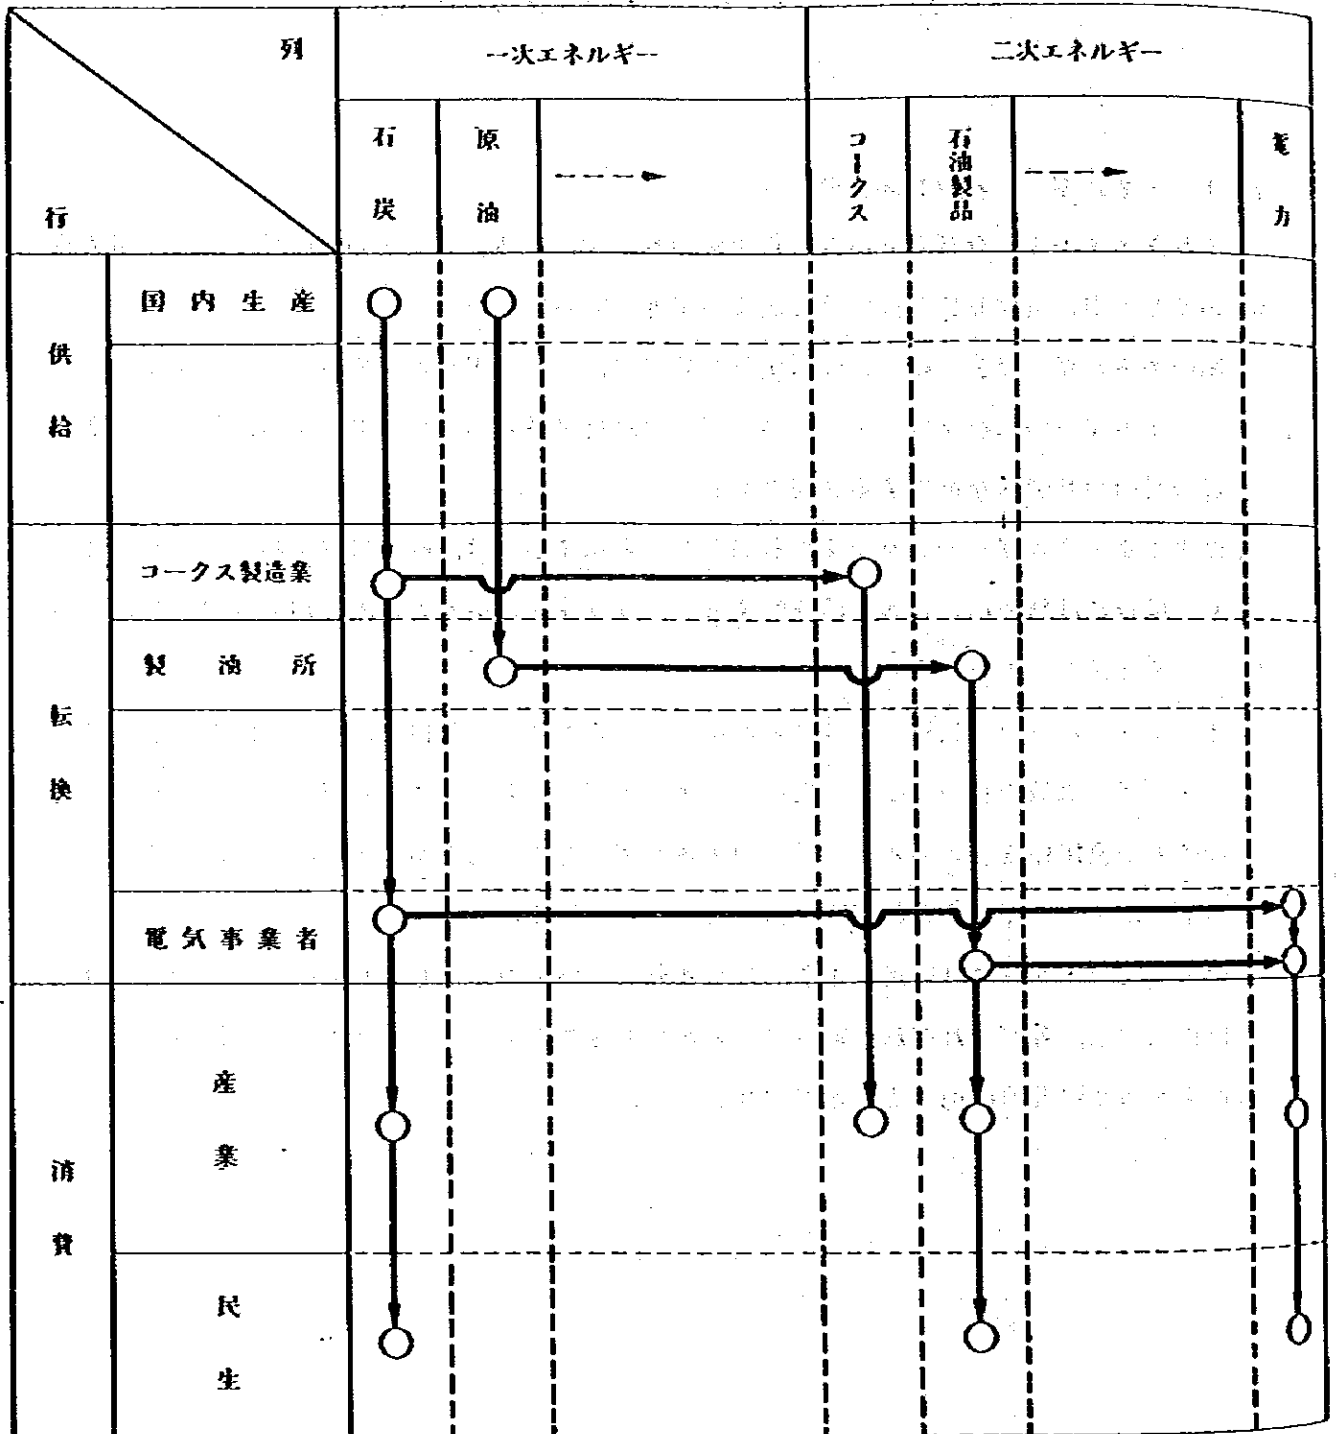 列
一次エネルギー
二次エネルギー
行
石炭
原油
コークス
石油製品
電力
供給
国内生産
転換
コークス製造業
製油所
電気事業者
消費
産業
民生